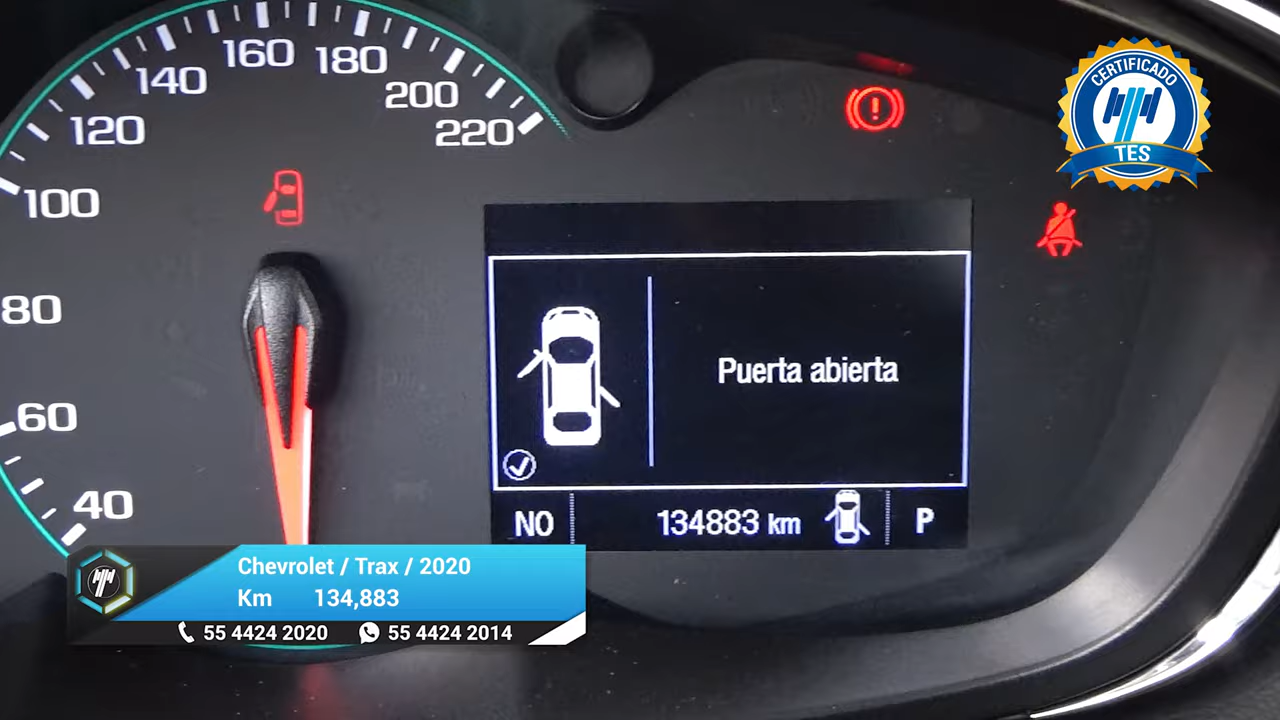 160
180
140
200
120
220
100
80
60
40
CERTIFICADO
TES
Puerta abierta
NO
134883 km
P
Chevrolet / Trax / 2020
Km 134,883
55 4424 2020
55 4424 2014